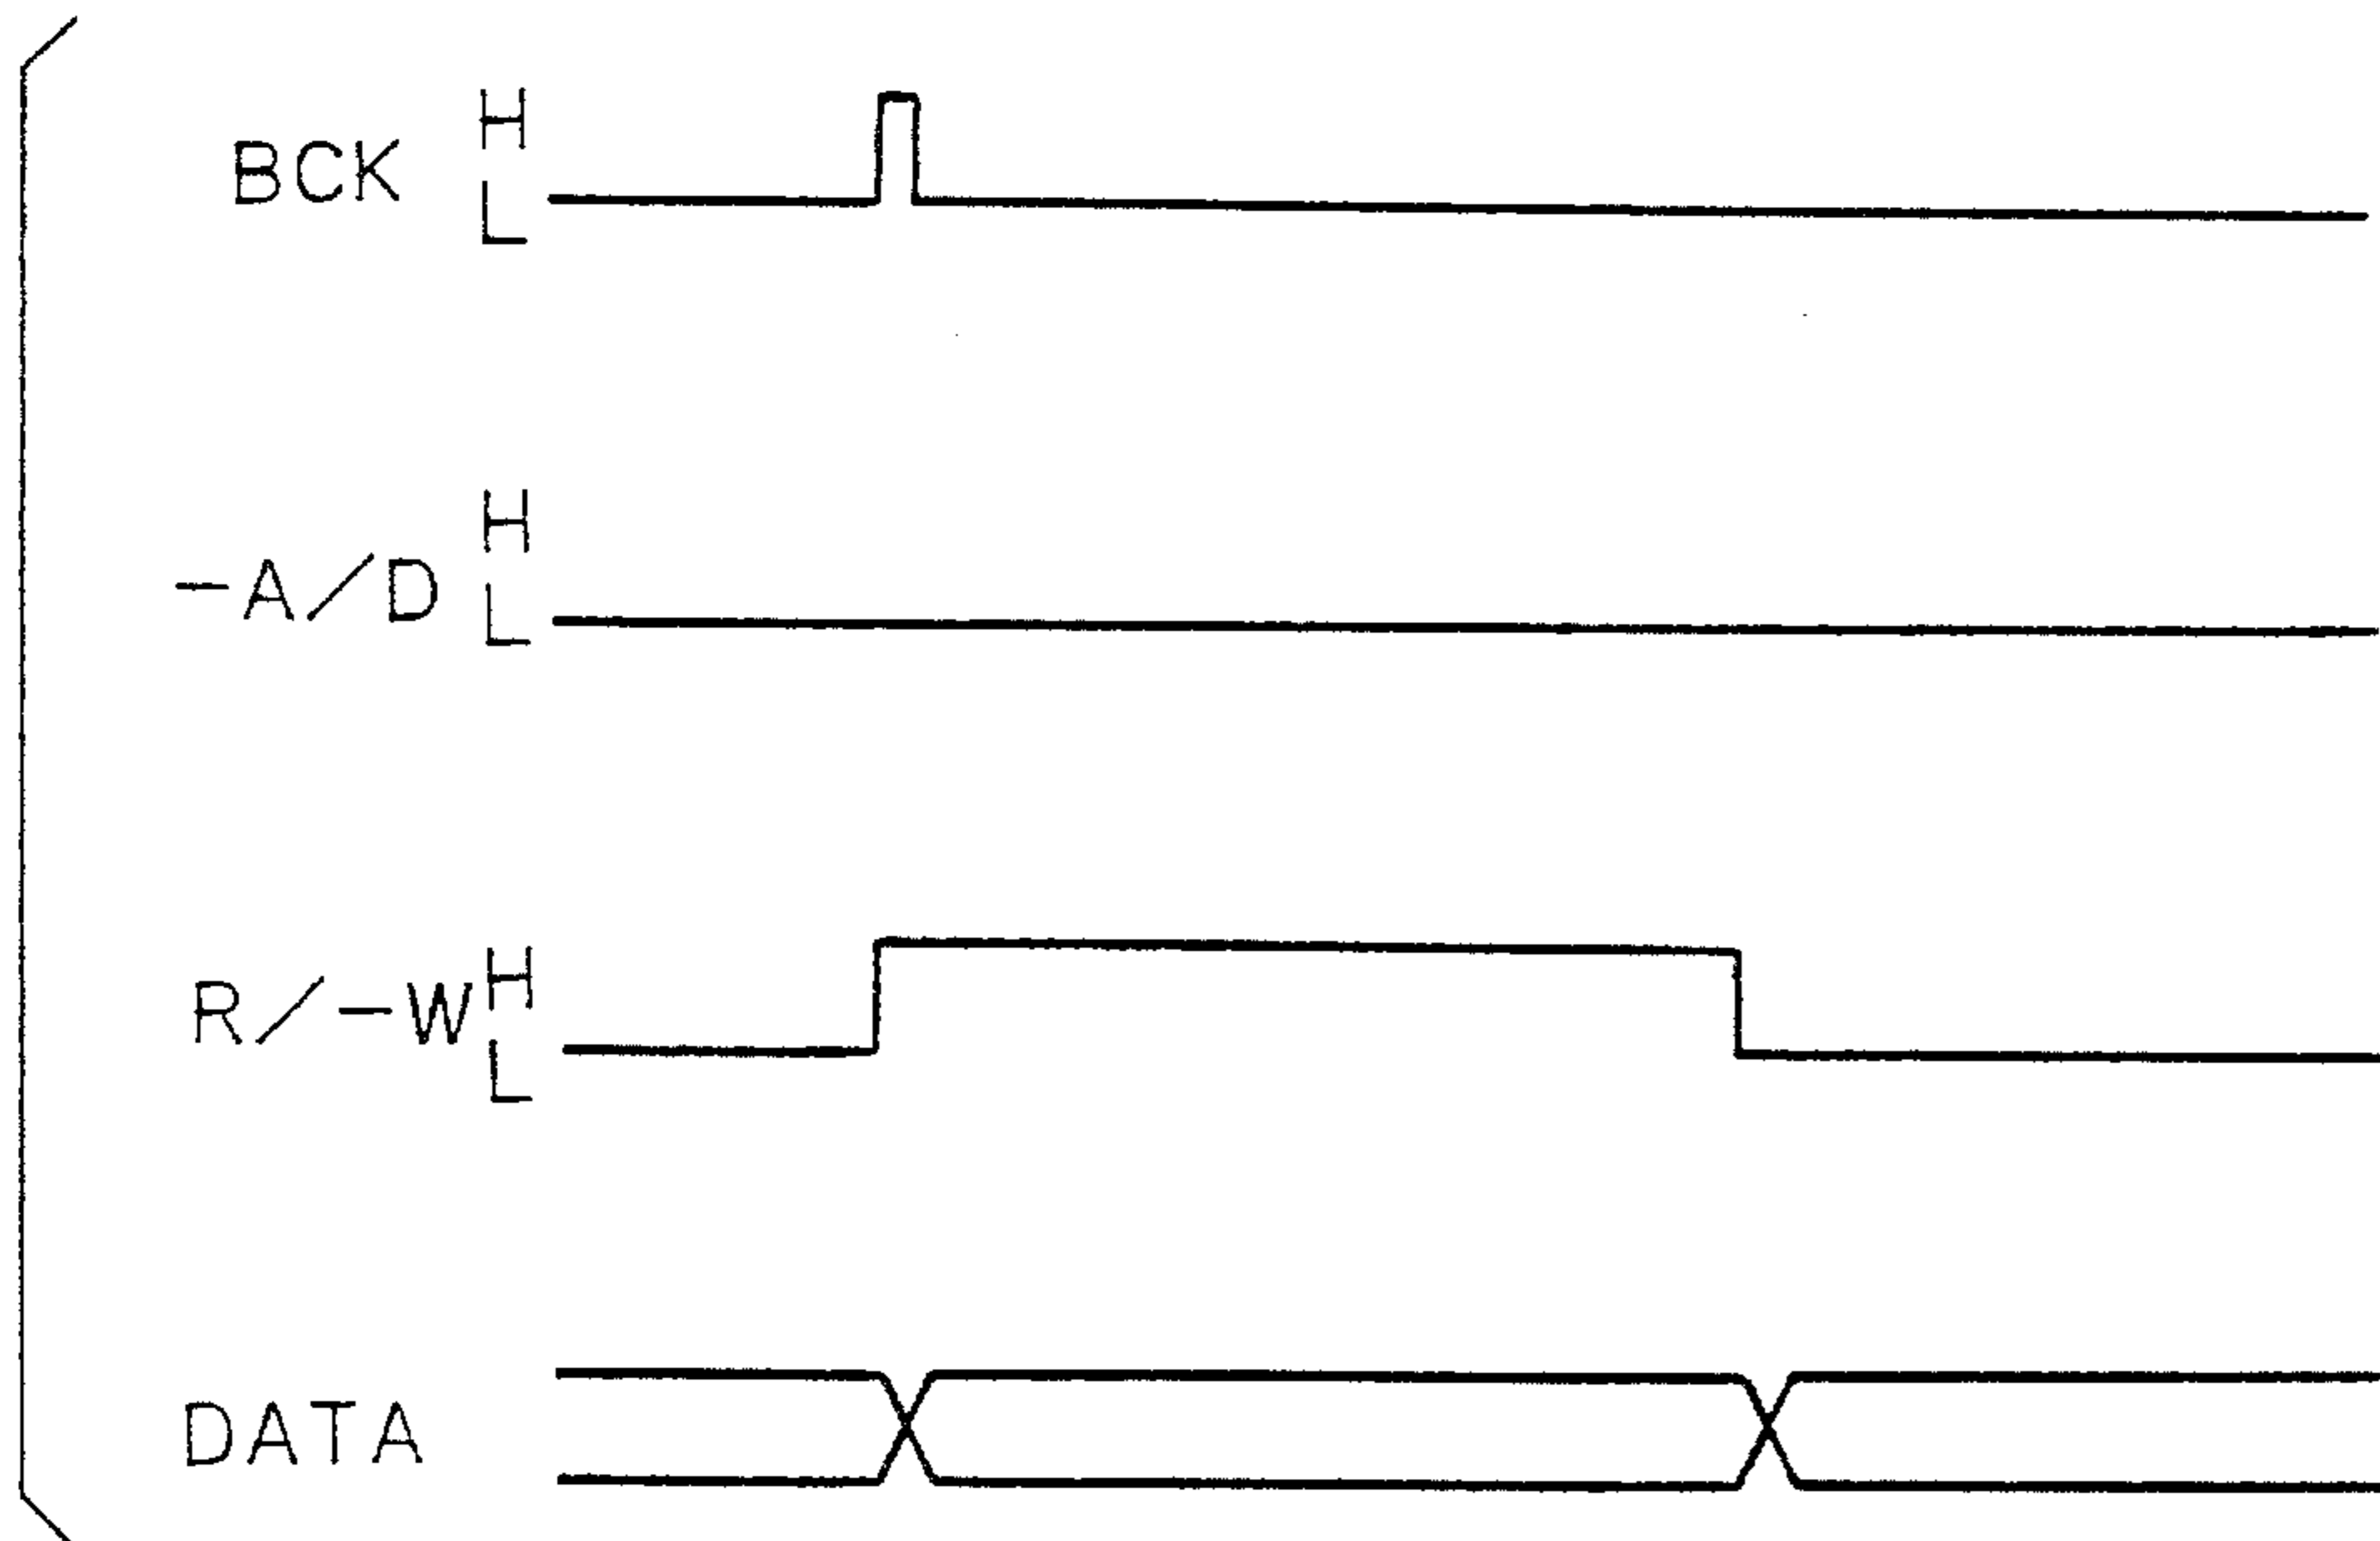 BCK H
L
-A/D H
L
R/-W H
L
DATA